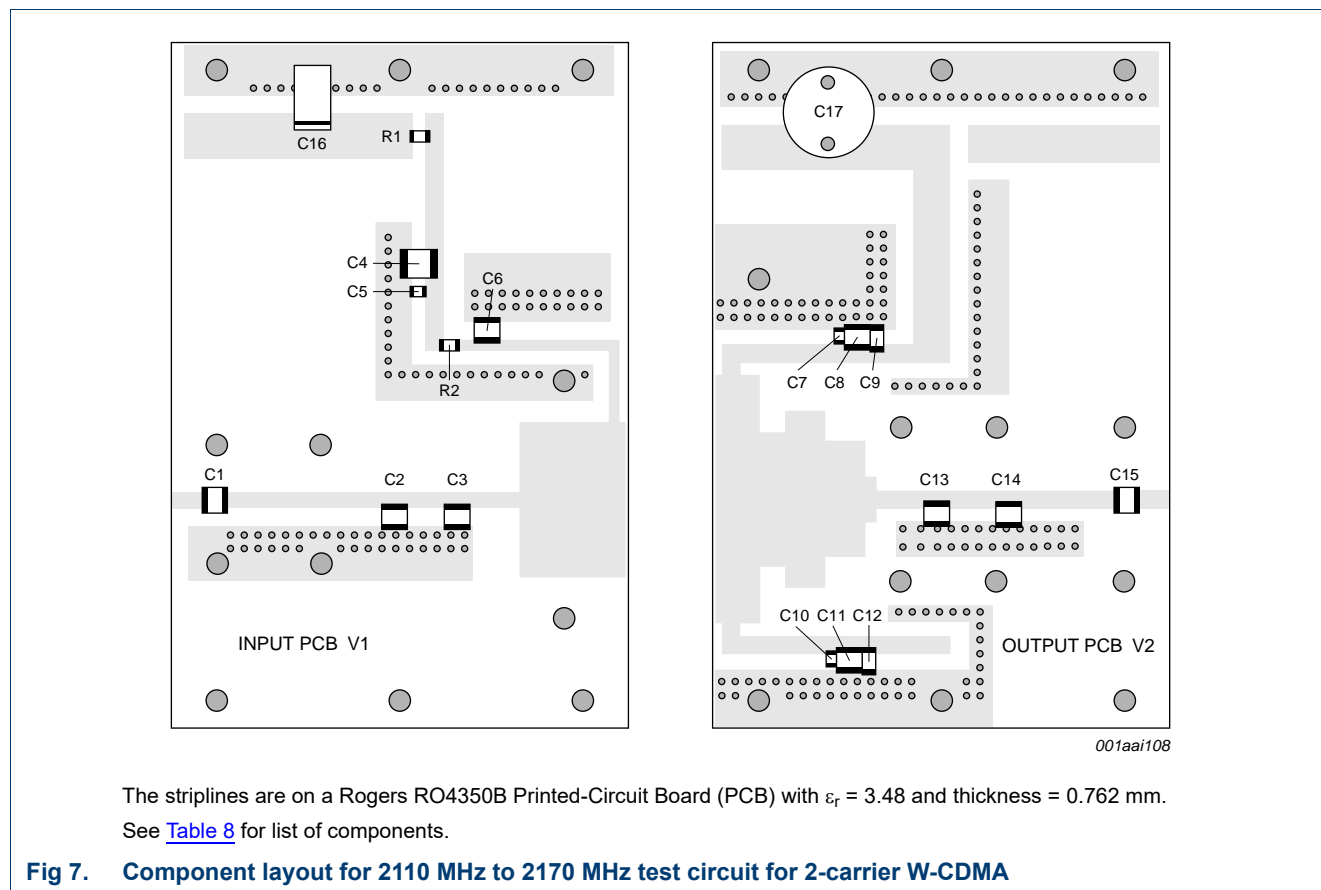 C16
R1
C17
C4
C5
C6
R2
C7 C8 C9
C1
C2
C3
C13
C14
C15
C10 C11 C12
INPUT PCB V1
OUTPUT PCB V2
001aai108
The striplines are on a Rogers RO4350B Printed-Circuit Board (PCB) with εr = 3.48 and thickness = 0.762 mm.
See Table 8 for list of components.
Fig 7. Component layout for 2110 MHz to 2170 MHz test circuit for 2-carrier W-CDMA